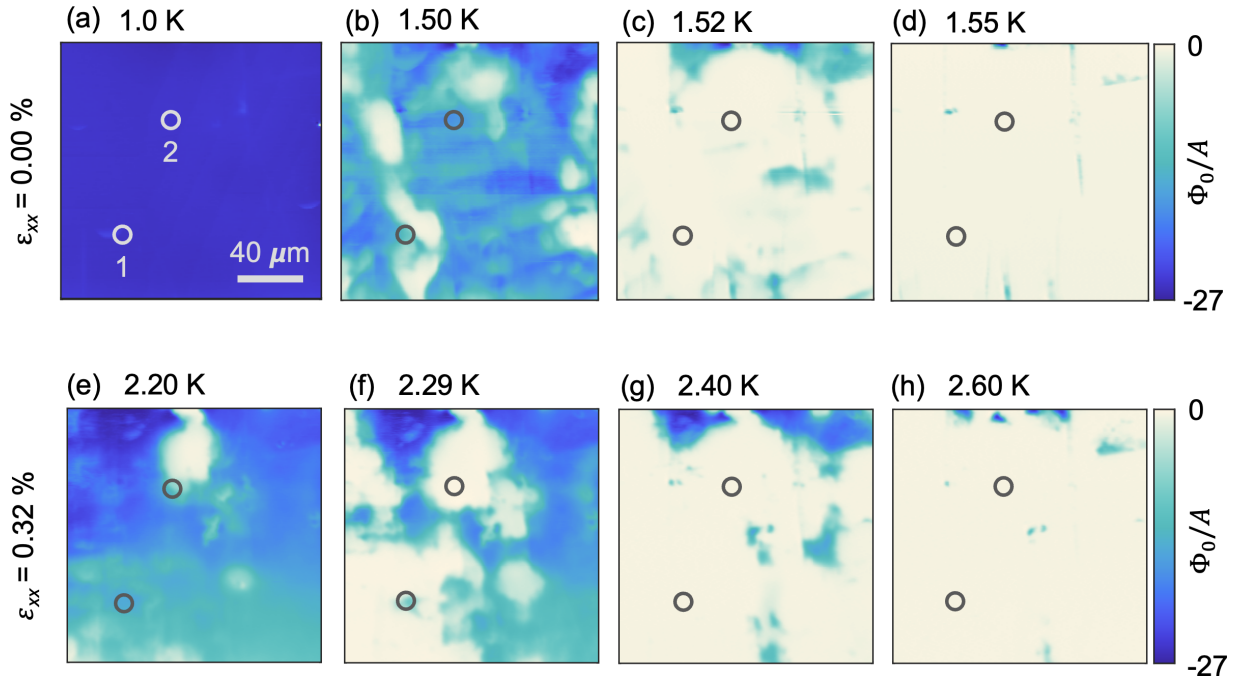 (a) 1.0 K
(b) 1.50 K
(c) 1.52 K
(d) 1.55 K
εxx = 0.00 %
2
1
40 μm
0
Φ0/A
-27
(e) 2.20 K
(f) 2.29 K
(g) 2.40 K
(h) 2.60 K
εxx = 0.32 %
0
Φ0/A
-27